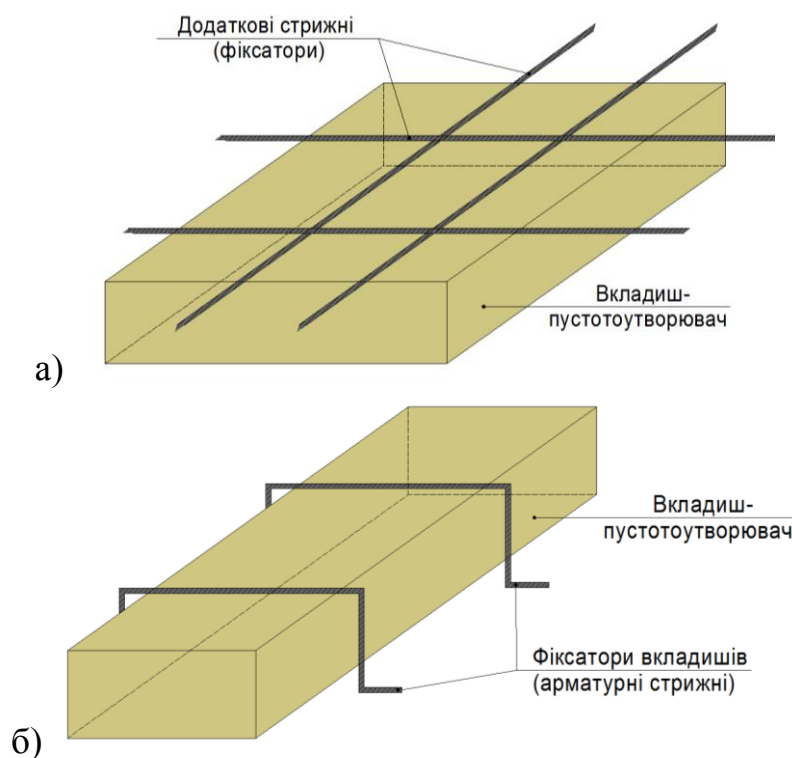 Додаткові стрижні
(фіксатори)
Вкладиш-
пустотоутворювач
а)
Вкладиш-
пустотоутворювач
Фіксатори вкладишів
(арматурні стрижні)
б)